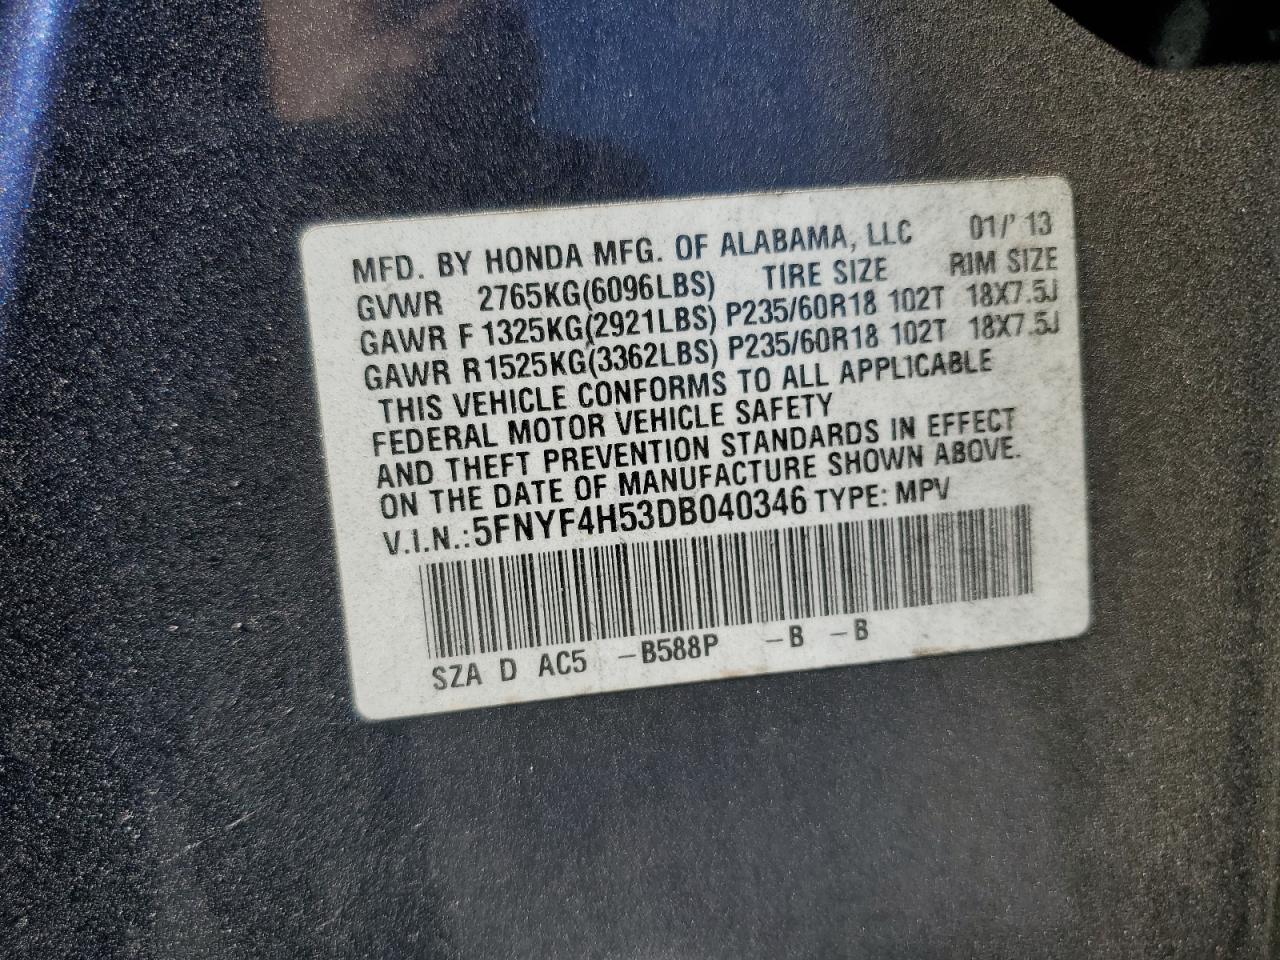 MFD. BY HONDA MFG. OF ALABAMA, LLC 01/'13
GVWR 2765KG(6096LBS) TIRE SIZE RIM SIZE
GAWR F 1325KG(2921LBS) P235/60R18 102T 18X7.5J
GAWR R1525KG(3362LBS) P235/60R18 102T 18X7.5J
THIS VEHICLE CONFORMS TO ALL APPLICABLE
FEDERAL MOTOR VEHICLE SAFETY
AND THEFT PREVENTION STANDARDS IN EFFECT
ON THE DATE OF MANUFACTURE SHOWN ABOVE.
V.I.N.:5FNYF4H53DB040346 TYPE: MPV
SZA D AC5 -B588P -B -B